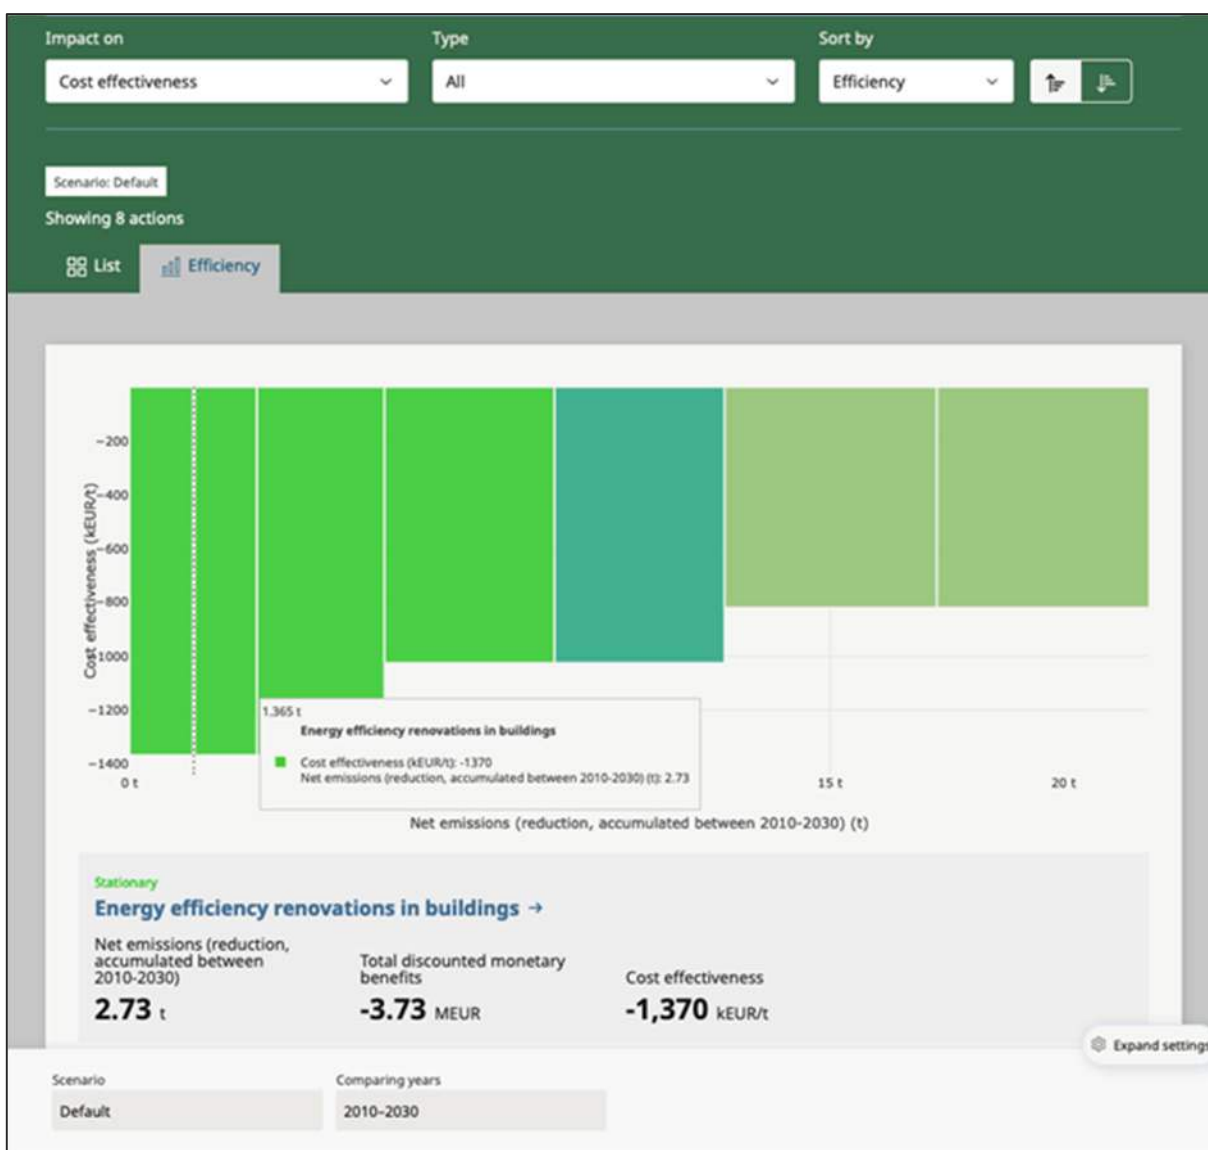 Impact on Type Sort by
Cost effectiveness All Efficiency
Scenario: Default
Showing 8 actions
List Efficiency
−200
−400
−600
−800
−1000
−1200
−1400
Cost effectiveness (kEUR/t)
1.365 t
Energy efficiency renovations in buildings
Cost effectiveness (kEUR/t): -1370
Net emissions (reduction, accumulated between 2010-2030) (t): 2.73
0 t 15 t 20 t
Net emissions (reduction, accumulated between 2010-2030) (t)
Stationary
Energy efficiency renovations in buildings →
Net emissions (reduction,
accumulated between
2010-2030)
2.73 t
Total discounted monetary
benefits
-3.73 MEUR
Cost effectiveness
-1,370 kEUR/t
Expand settings
Scenario Comparing years
Default 2010–2030